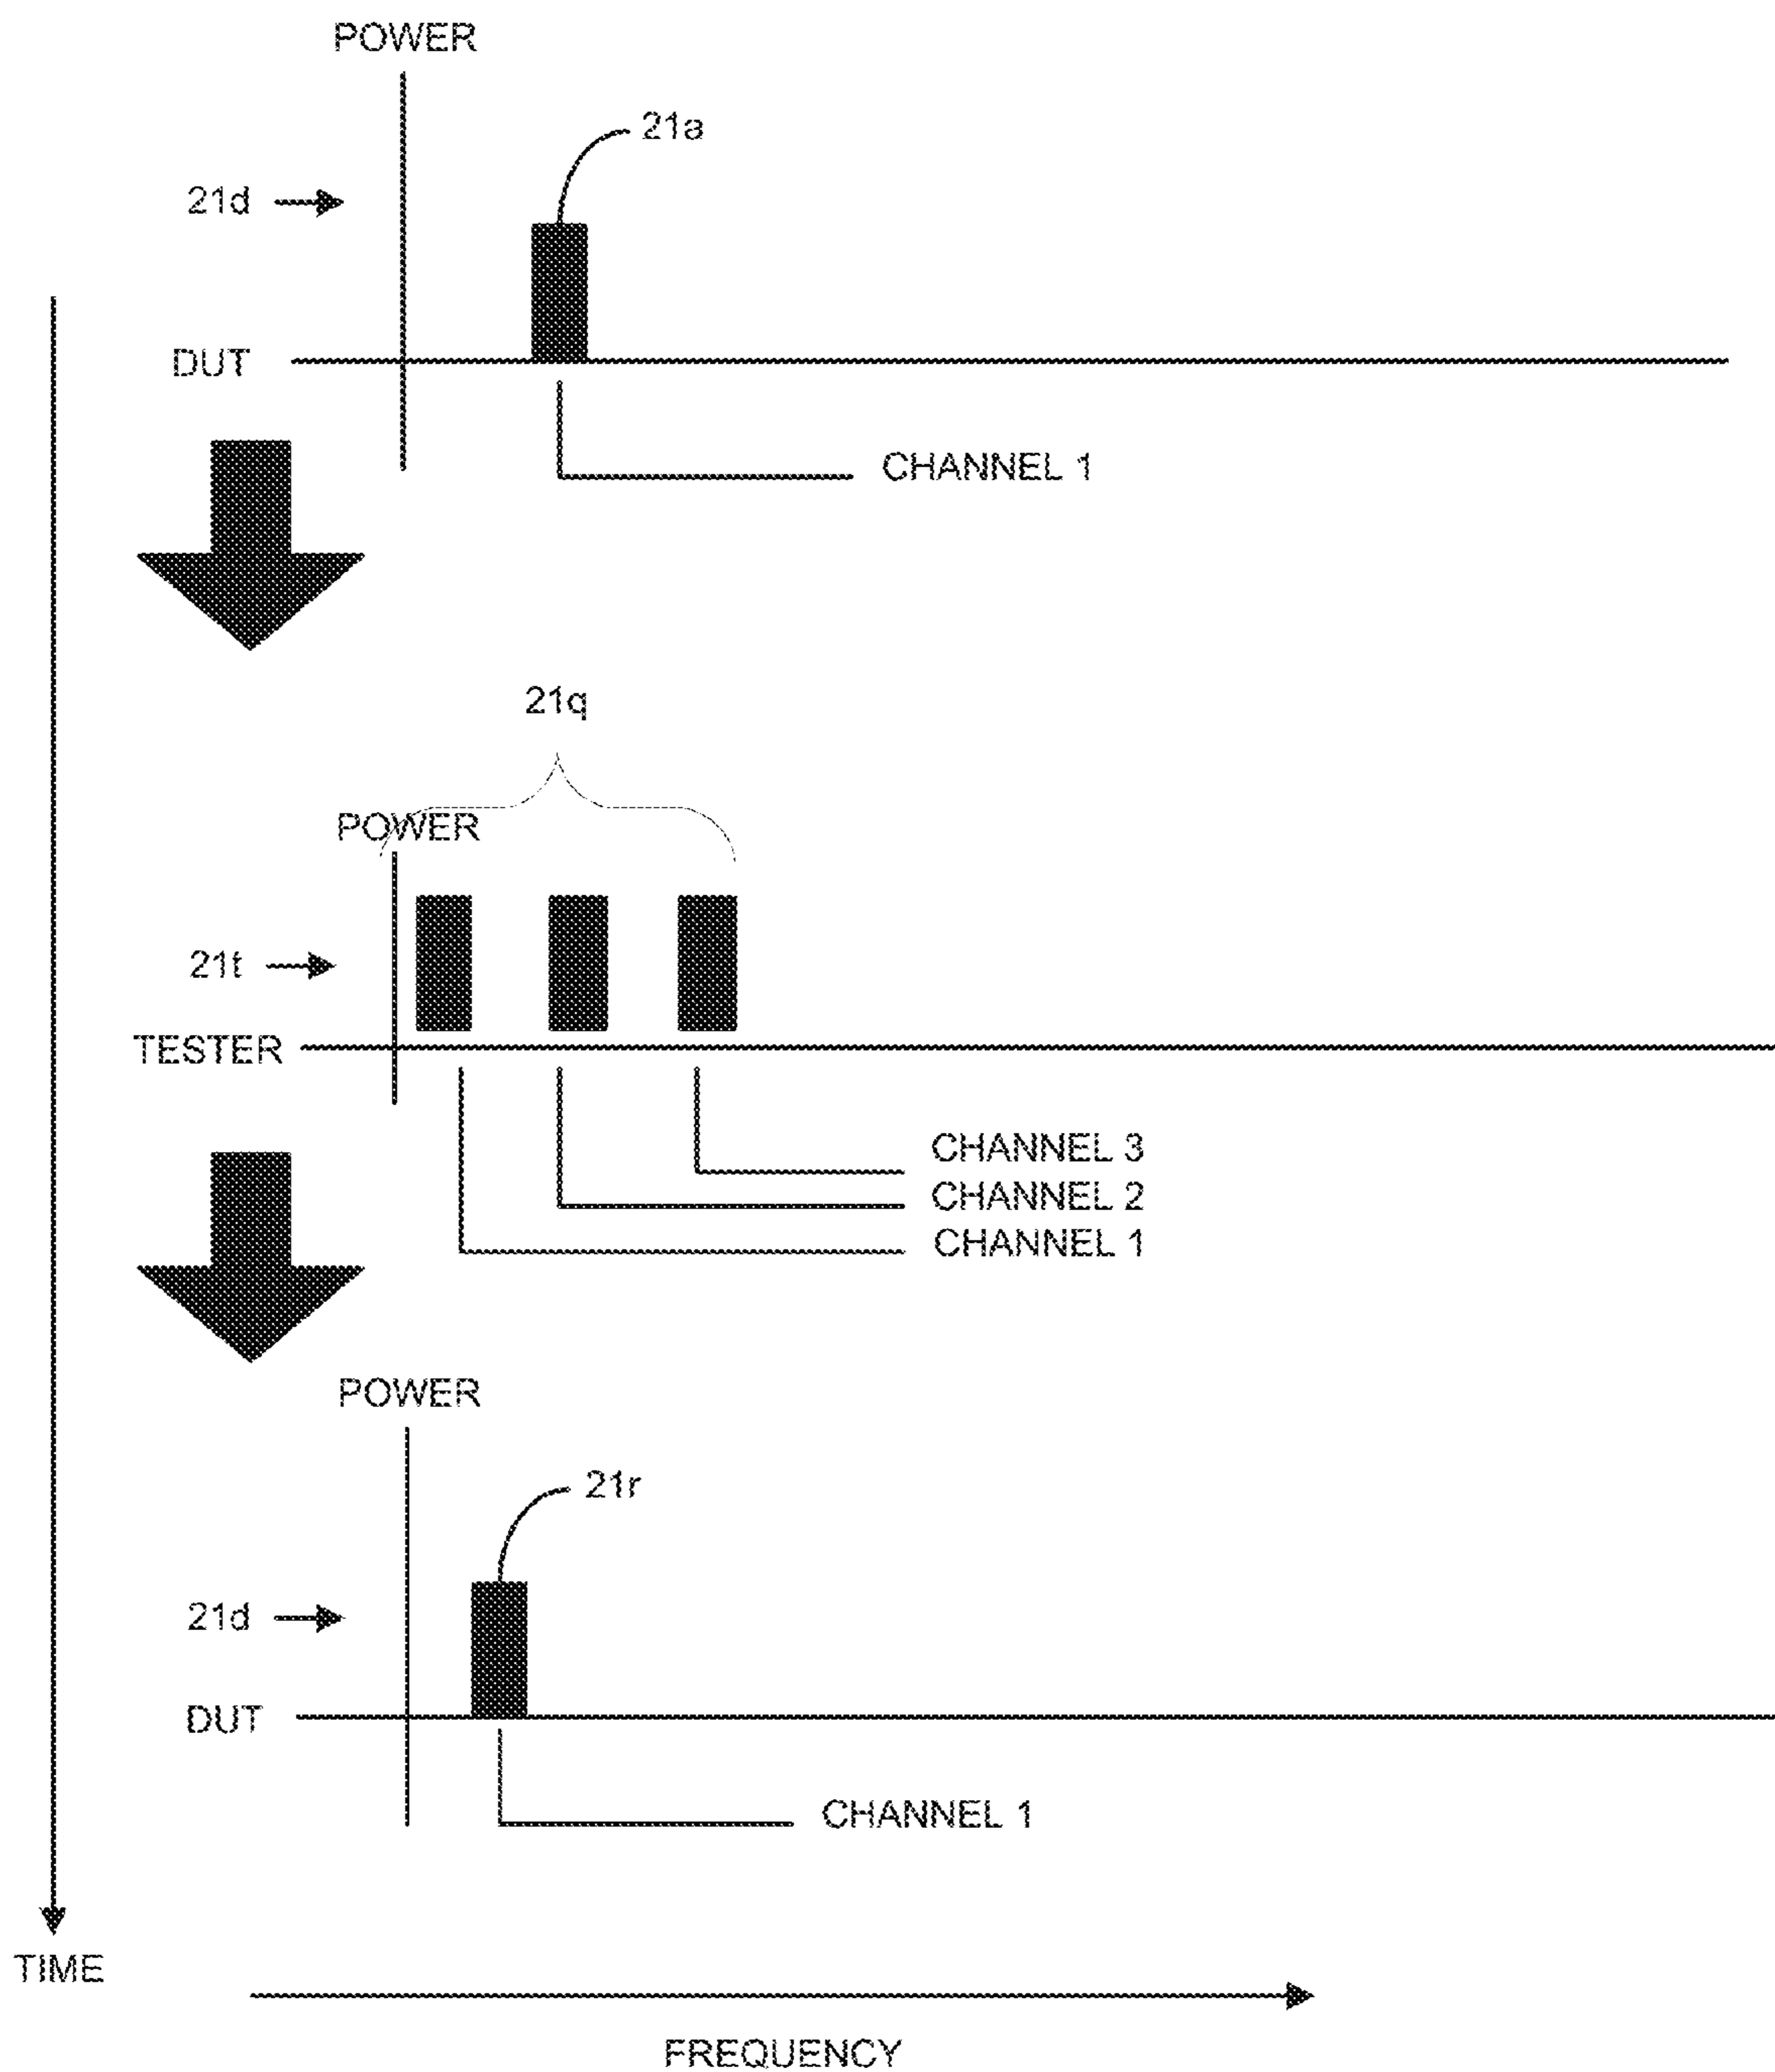 POWER
21a
21d
DUT
CHANNEL 1
21q
POWER
21t
TESTER
CHANNEL 3
CHANNEL 2
CHANNEL 1
POWER
21r
21d
DUT
CHANNEL 1
TIME
FREQUENCY